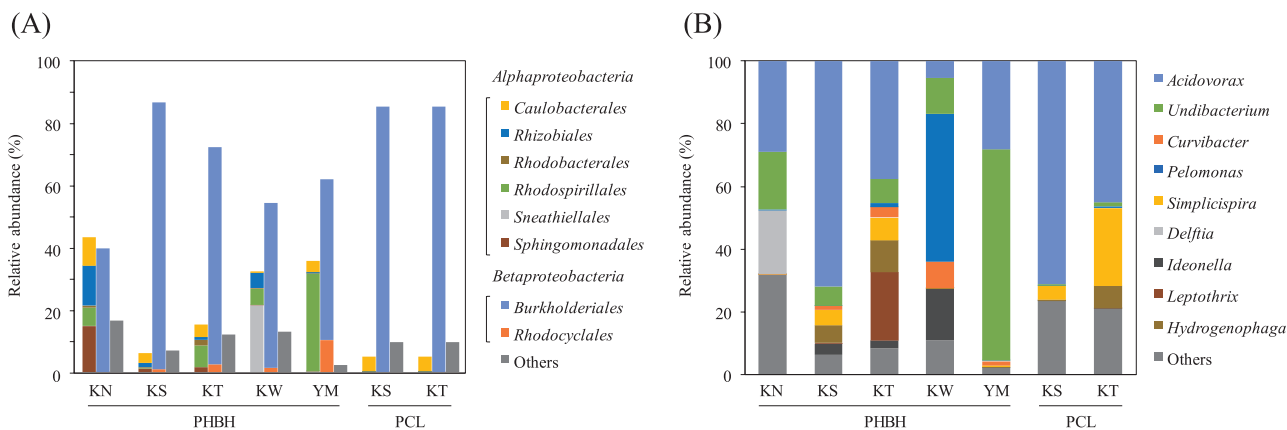 (A)
Relative abundance (%)
100
80
60
40
20
0
KN KS KT KW YM KS KT
PHBH PCL
Alphaproteobacteria
Caulobacterales
Rhizobiales
Rhodobacterales
Rhodospirillales
Sneathiellales
Sphingomonadales
Betaproteobacteria
Burkholderiales
Rhodocyclales
Others
(B)
Relative abundance (%)
100
80
60
40
20
0
KN KS KT KW YM KS KT
PHBH PCL
Acidovorax
Undibacterium
Curvibacter
Pelomonas
Simplicispira
Delftia
Ideonella
Leptothrix
Hydrogenophaga
Others